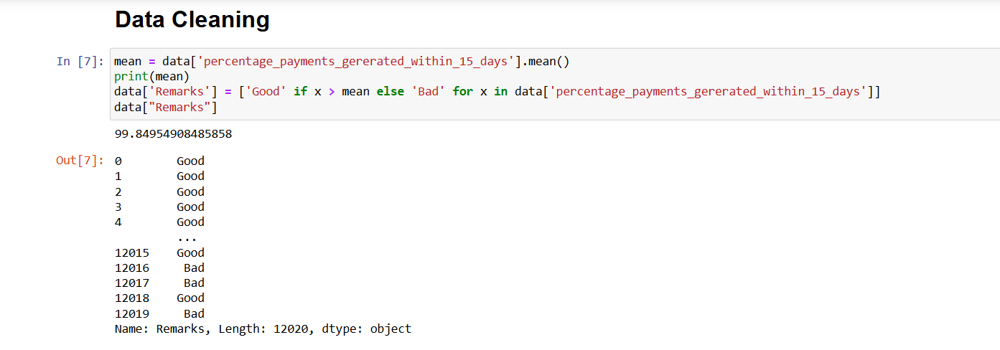 Data Cleaning
In [7]: mean = data['percentage_payments_gererated_within_15_days'].mean()
print(mean)
data['Remarks'] = ['Good' if x > mean else 'Bad' for x in data['percentage_payments_gererated_within_15_days']]
data["Remarks"]
99.84954908485858
Out[7]: 0 Good
1 Good
2 Good
3 Good
4 Good
...
12015 Good
12016 Bad
12017 Bad
12018 Good
12019 Bad
Name: Remarks, Length: 12020, dtype: object